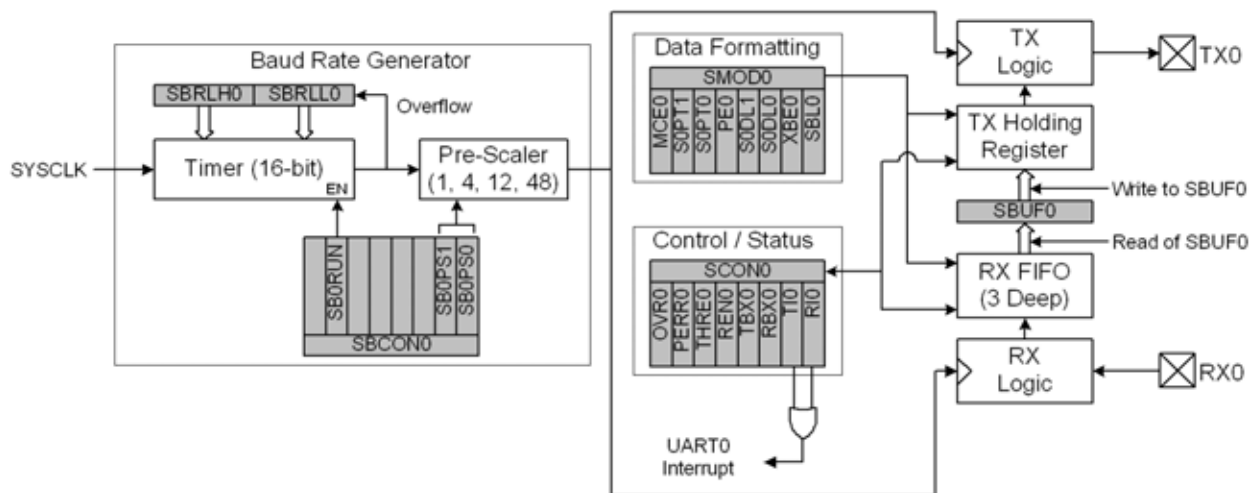 Baud Rate Generator
SBRLH0 SBRLL0
Overflow
SYSCLK
Timer (16-bit)
EN
Pre-Scaler
(1, 4, 12, 48)
SB0RUN
SB0PS1
SB0PS0
SBCON0
Data Formatting
SMOD0
MCE0
S0PT1
S0PT0
PE0
S0DL1
S0DL0
XBE0
SBL0
Control / Status
SCON0
OVR0
PERR0
THRE0
REN0
TBX0
RBX0
TI0
RI0
UART0
Interrupt
TX
Logic
TX0
TX Holding
Register
Write to SBUF0
SBUF0
Read of SBUF0
RX FIFO
(3 Deep)
RX
Logic
RX0